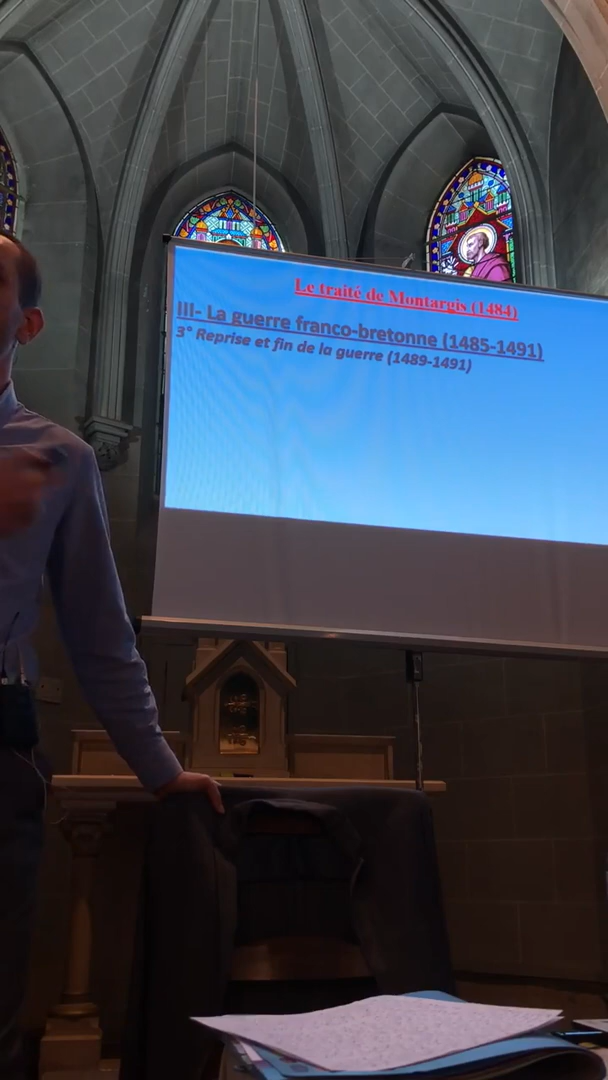 Le traité de Montargis (1484)
III- La guerre franco-bretonne (1485-1491)
3° Reprise et fin de la guerre (1489-1491)